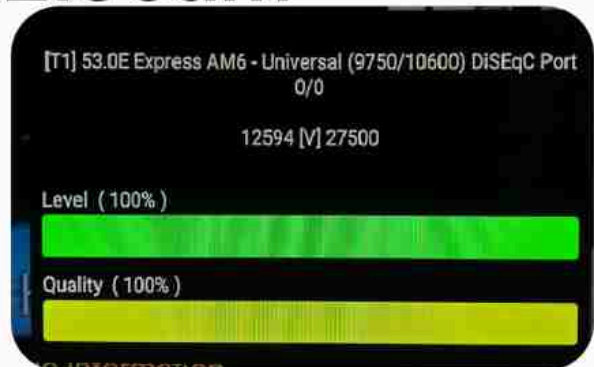 [T1] 53.0E Express AM6 - Universal (9750/10600) DiSEqC Port
0/0
12594 [V] 27500
Level ( 100% )
Quality ( 100% )